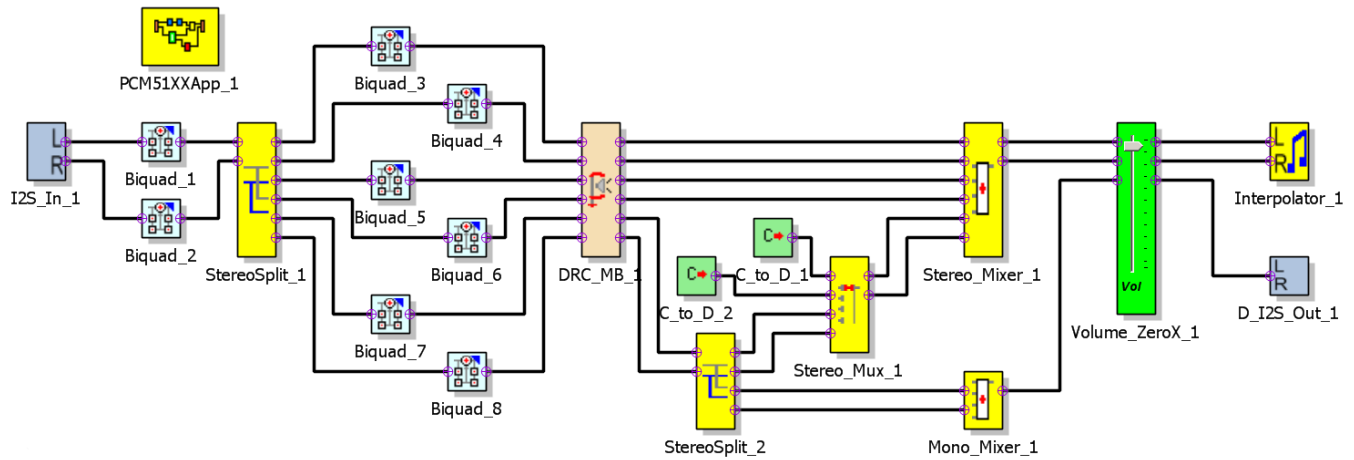 PCM51XXApp_1
Biquad_3
Biquad_4
L
R
I2S_In_1
Biquad_1
Biquad_2
StereoSplit_1
Biquad_5
Biquad_6
Biquad_7
Biquad_8
DRC_MB_1
C
C_to_D_1
C
C_to_D_2
Stereo_Mux_1
StereoSplit_2
Stereo_Mixer_1
Mono_Mixer_1
Vol
Volume_ZeroX_1
L
R
Interpolator_1
L
R
D_I2S_Out_1